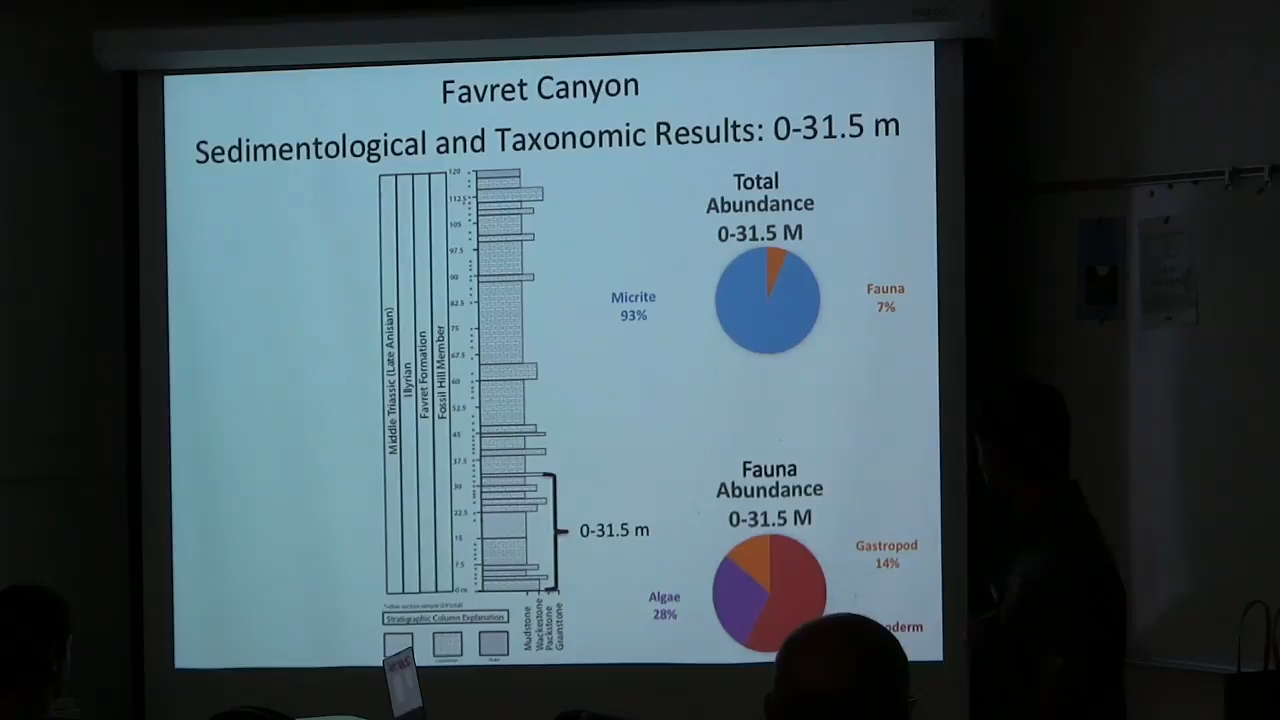 Favret Canyon
Sedimentological and Taxonomic Results: 0-31.5 m
Total
Abundance
0-31.5 M
Micrite
93%
Fauna
7%
120
112.5
105
97.5
90
82.5
75
67.5
60
52.5
45
37.5
30
22.5
15
7.5
0 m
Middle Triassic (Late Anisian)
Illyrian
Favret Formation
Fossil Hill Member
0-31.5 m
Fauna
Abundance
0-31.5 M
Gastropod
14%
Algae
28%
oderm
Mudstone
Wackestone
Packstone
Grainstone
Stratigraphic Column Explanation